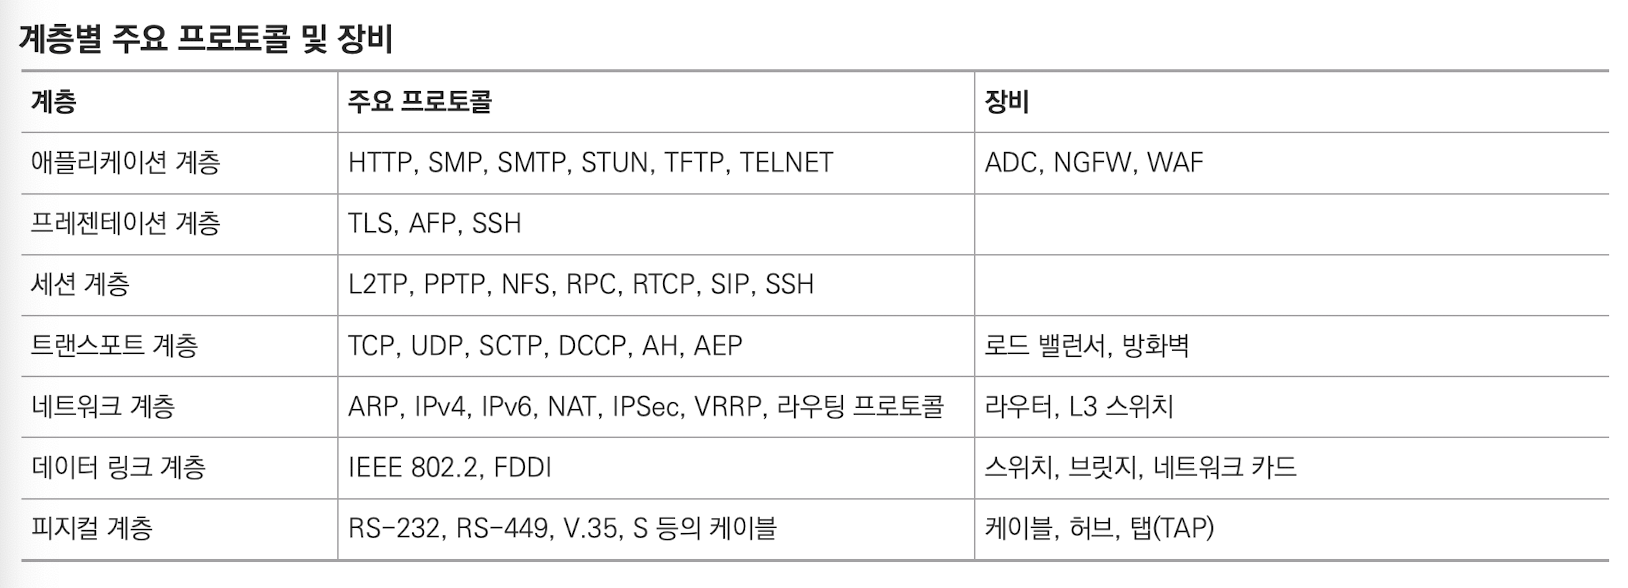 계층별 주요 프로토콜 및 장비
계층 주요 프로토콜 장비
애플리케이션 계층 HTTP, SMP, SMTP, STUN, TFTP, TELNET ADC, NGFW, WAF
프레젠테이션 계층 TLS, AFP, SSH
세션 계층 L2TP, PPTP, NFS, RPC, RTCP, SIP, SSH
트랜스포트 계층 TCP, UDP, SCTP, DCCP, AH, AEP 로드 밸런서, 방화벽
네트워크 계층 ARP, IPv4, IPv6, NAT, IPSec, VRRP, 라우팅 프로토콜 라우터, L3 스위치
데이터 링크 계층 IEEE 802.2, FDDI 스위치, 브릿지, 네트워크 카드
피지컬 계층 RS-232, RS-449, V.35, S 등의 케이블 케이블, 허브, 탭(TAP)